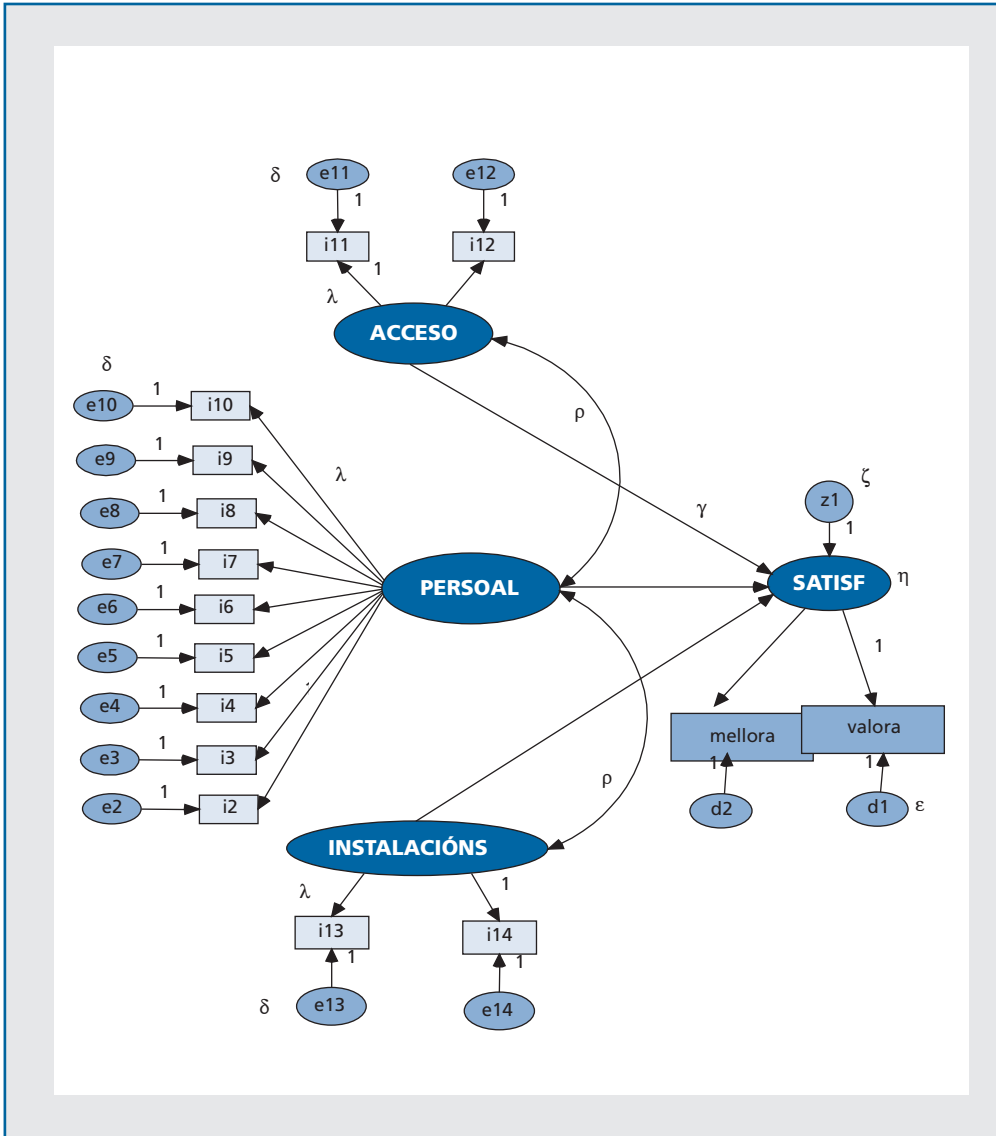 δ e11 e12
1 1
i11 i12
1
λ
ACCESO
δ
e10 1 i10
ρ
e9 1 i9
λ
e8 1 i8
ζ
z1
γ
1
e7 1 i7
PERSOAL
SATISF η
e6 1 i6
e5 1 i5
1
e4 1 i4
mellora valora
e3 1 i3
1 1
ρ
e2 1 i2
d2 d1 ε
INSTALACIÓNS
λ 1
i13 i14
1 1
δ e13 e14